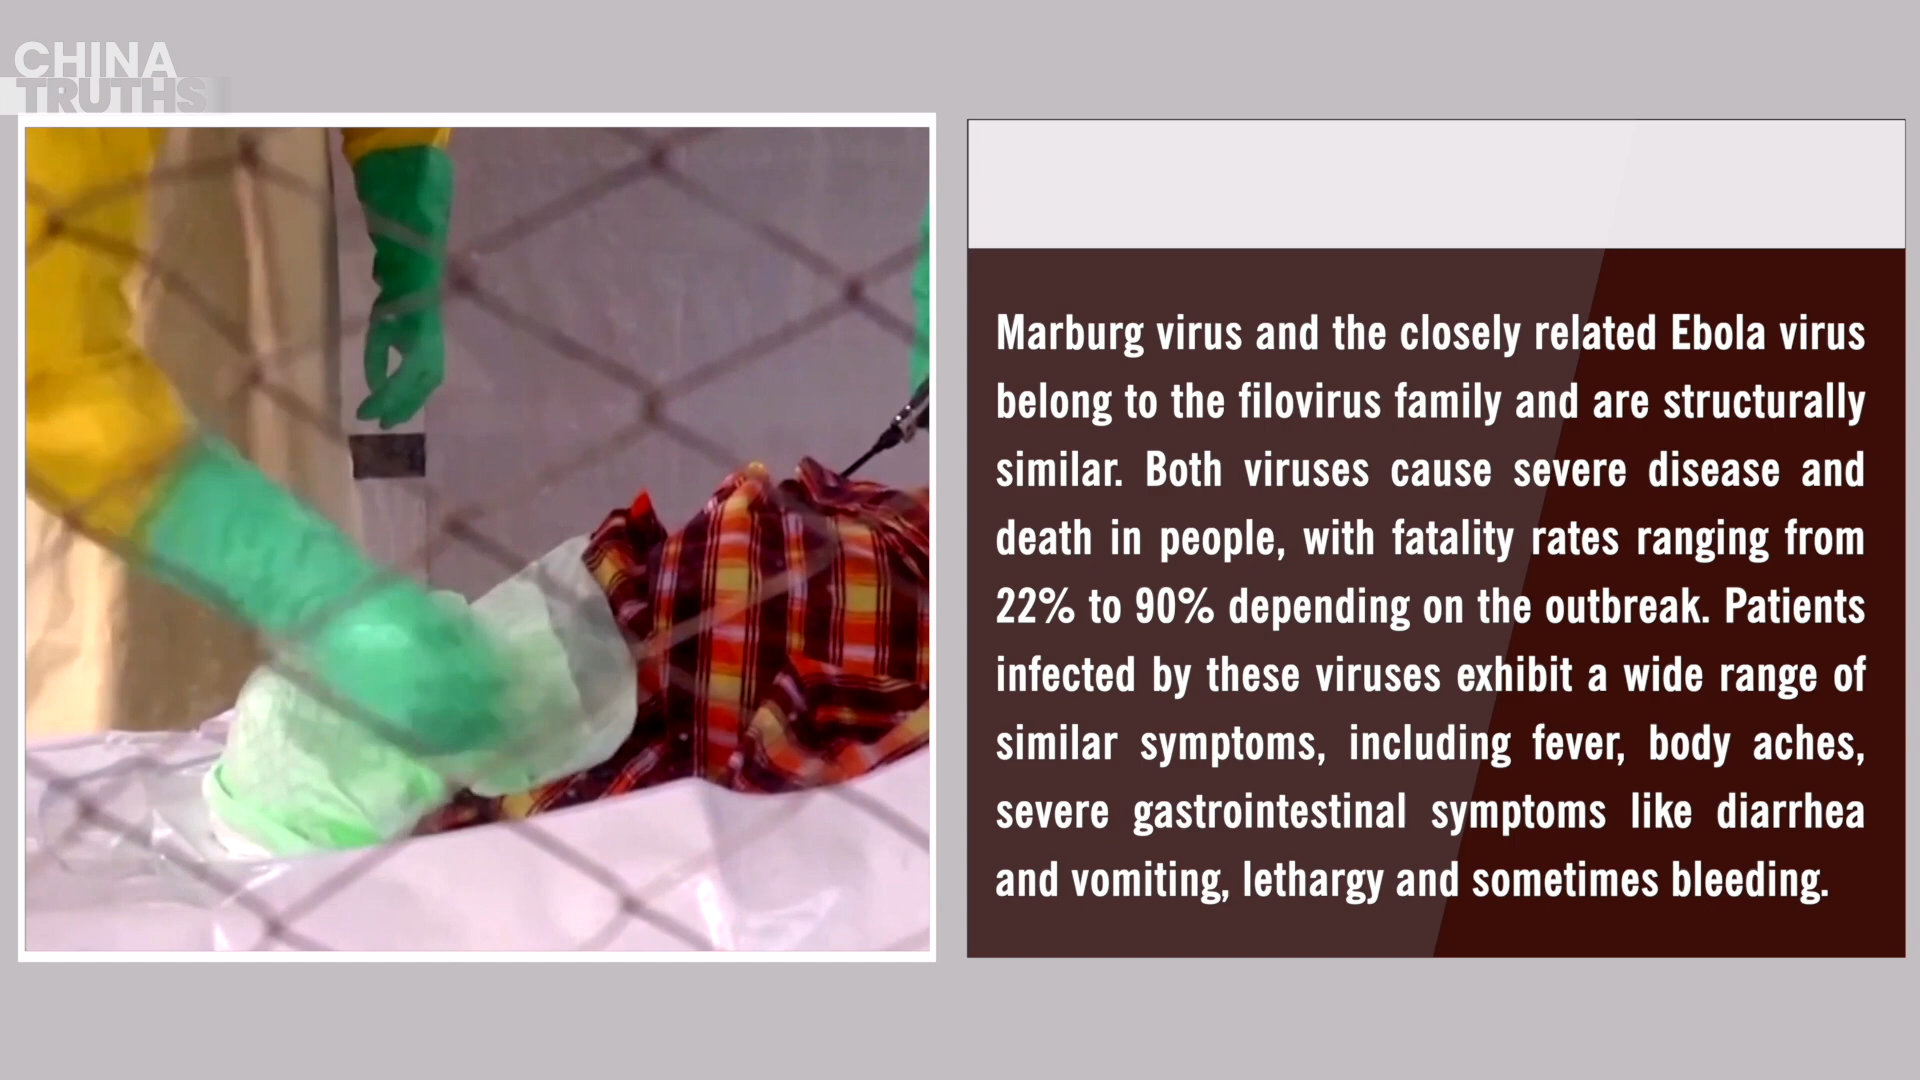 CHINA
TRUTHS
Marburg virus and the closely related Ebola virus
belong to the filovirus family and are structurally
similar. Both viruses cause severe disease and
death in people, with fatality rates ranging from
22% to 90% depending on the outbreak. Patients
infected by these viruses exhibit a wide range of
similar symptoms, including fever, body aches,
severe gastrointestinal symptoms like diarrhea
and vomiting, lethargy and sometimes bleeding.